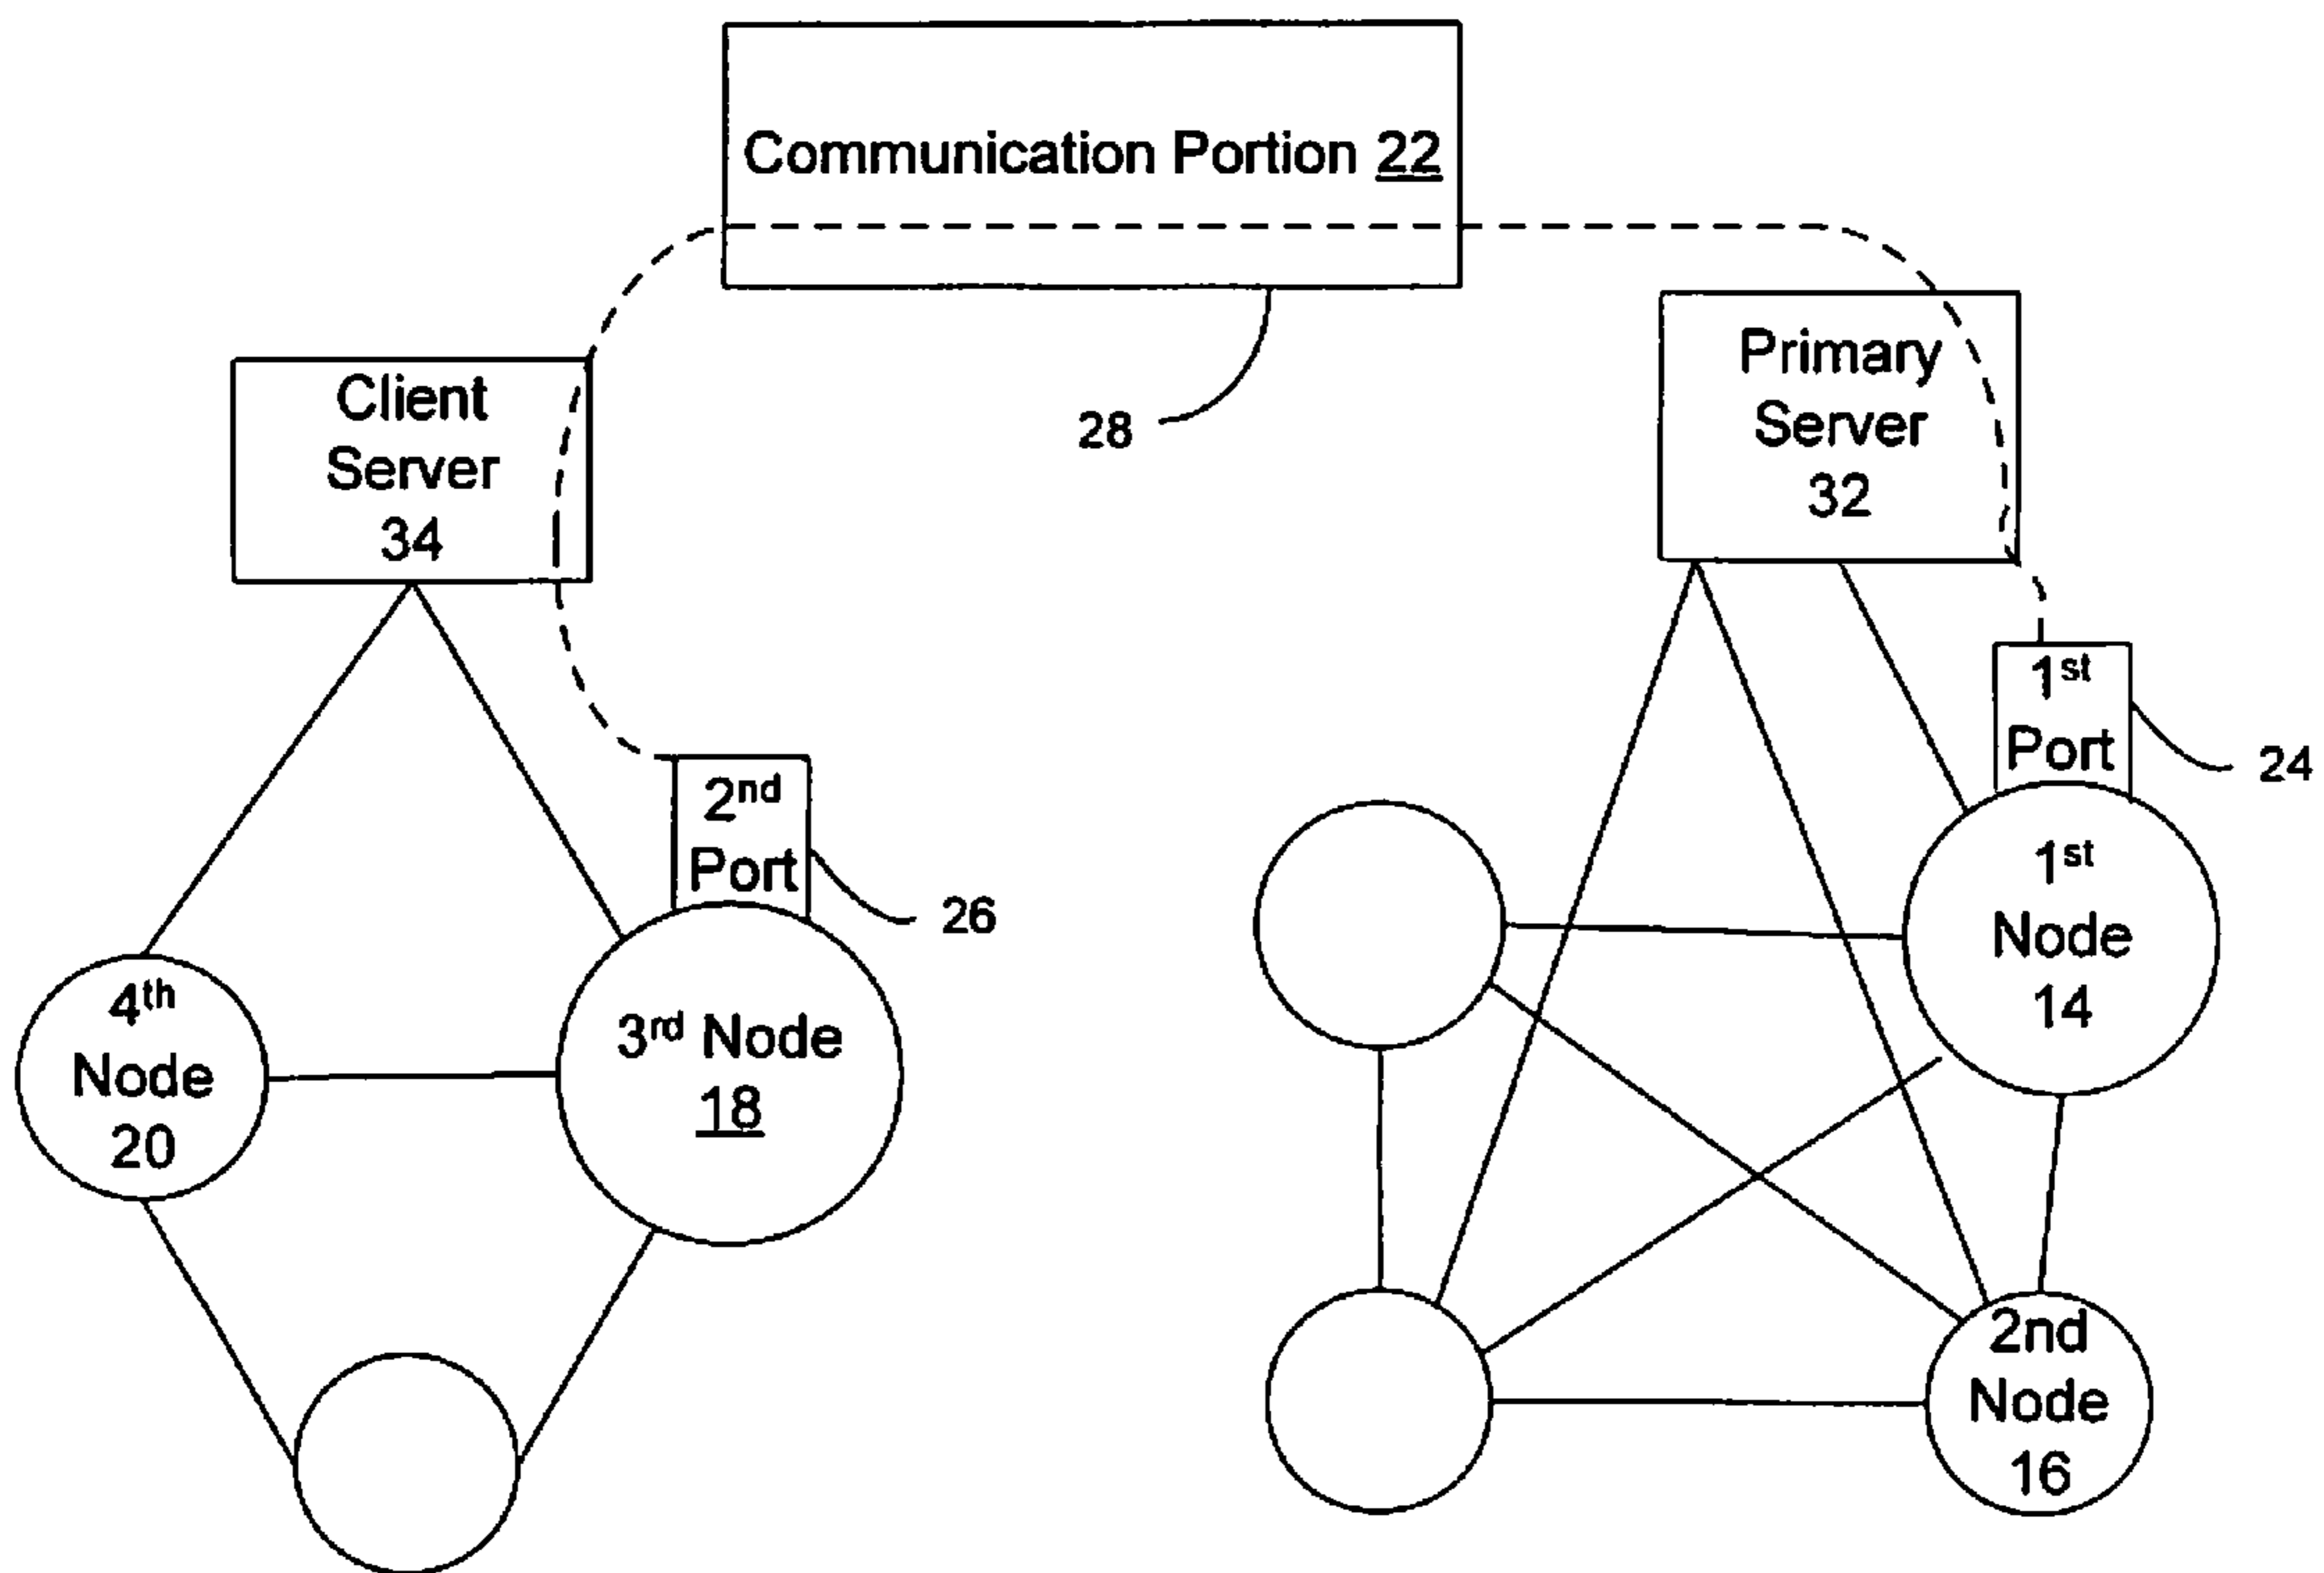 Communication Portion 22
Client
Server
34
28
Primary
Server
32
1st
Port
24
2nd
Port
26
1st
Node
14
4th
Node
20
3rd Node
18
2nd
Node
16